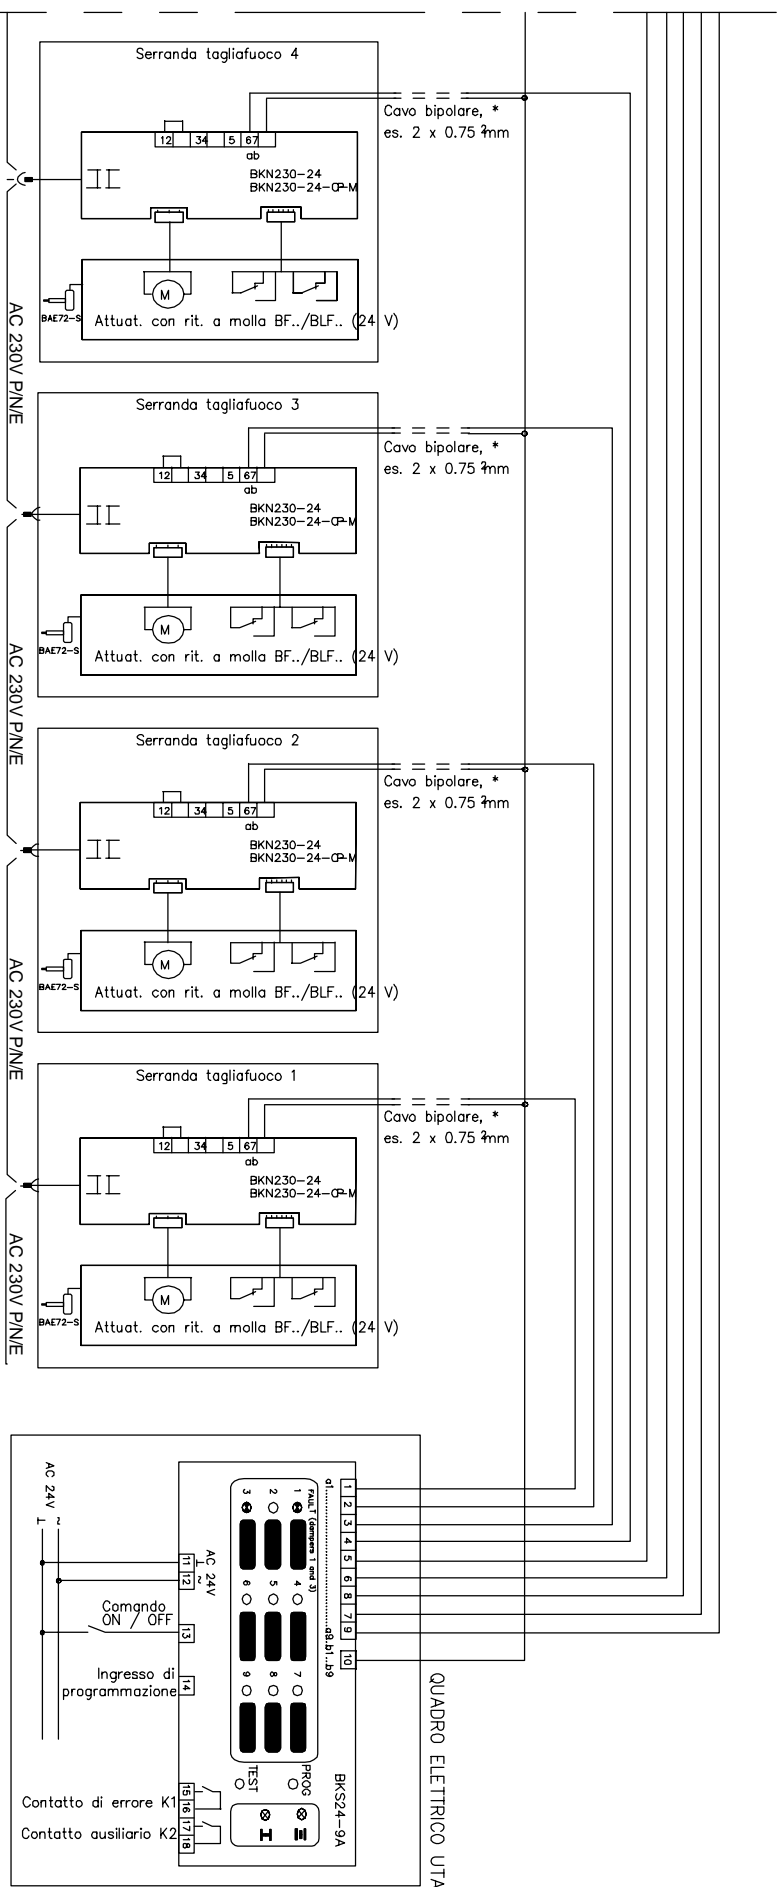 Serranda tagliafuoco 4
Cavo bipolare, *
es. 2 x 0.75 mm²
12 34 5 67
ab
BKN230-24
BKN230-24-CP-M
M
BAE72-S
Attuat. con rit. a molla BF../BLF.. (24 V)
AC 230V P/N/E
Serranda tagliafuoco 3
Cavo bipolare, *
es. 2 x 0.75 mm²
12 34 5 67
ab
BKN230-24
BKN230-24-CP-M
M
BAE72-S
Attuat. con rit. a molla BF../BLF.. (24 V)
AC 230V P/N/E
Serranda tagliafuoco 2
Cavo bipolare, *
es. 2 x 0.75 mm²
12 34 5 67
ab
BKN230-24
BKN230-24-CP-M
M
BAE72-S
Attuat. con rit. a molla BF../BLF.. (24 V)
AC 230V P/N/E
Serranda tagliafuoco 1
Cavo bipolare, *
es. 2 x 0.75 mm²
12 34 5 67
ab
BKN230-24
BKN230-24-CP-M
M
BAE72-S
Attuat. con rit. a molla BF../BLF.. (24 V)
AC 230V P/N/E
AC 24V
⊥ ~
a1..........a9 b1...b9
1 2 3 4 5 6 8 7 9 10
FAULT (dampers 1 and 3)
1 2 3
4 5 6
7 8 9
11 ⊥
12 ~
AC 24V
Comando
ON / OFF
13
Ingresso di
programmazione
14
PROG
TEST
BKS24-9A
Contatto di errore K1
15 16
Contatto ausiliario K2
17 18
QUADRO ELETTRICO UTA